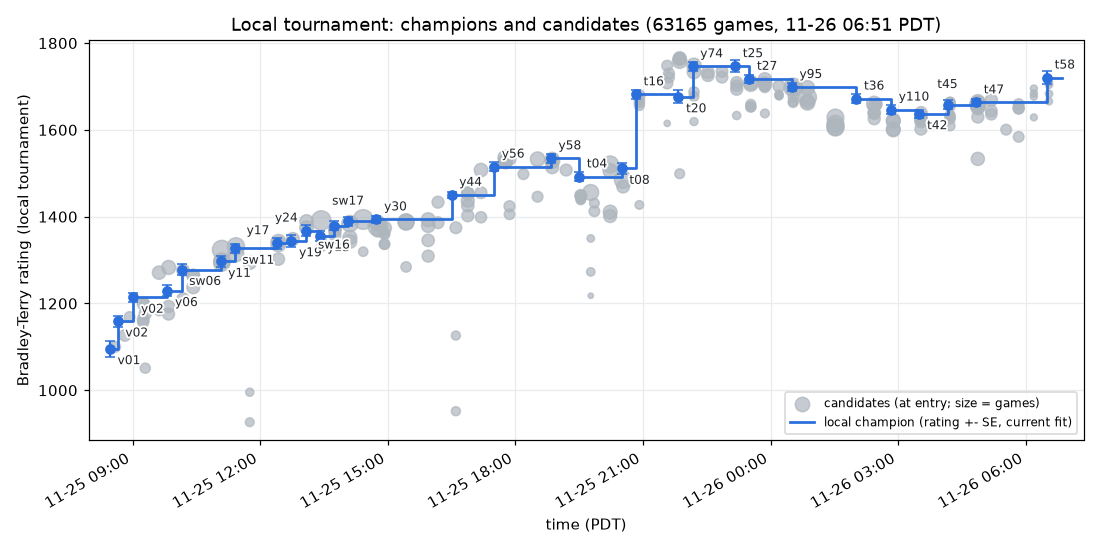 Local tournament: champions and candidates (63165 games, 11-26 06:51 PDT)
Bradley-Terry rating (local tournament)
1800
1600
1400
1200
1000
v01
v02
y02
y06
sw06
y11
sw11
y17
y24
y19
sw16
sw17
y30
y44
y56
y58
t04
t08
t16
t20
y74
t25
t27
y95
t36
y110
t42
t45
t47
t58
candidates (at entry; size = games)
local champion (rating +- SE, current fit)
11-25 09:00
11-25 12:00
11-25 15:00
11-25 18:00
11-25 21:00
11-26 00:00
11-26 03:00
11-26 06:00
time (PDT)